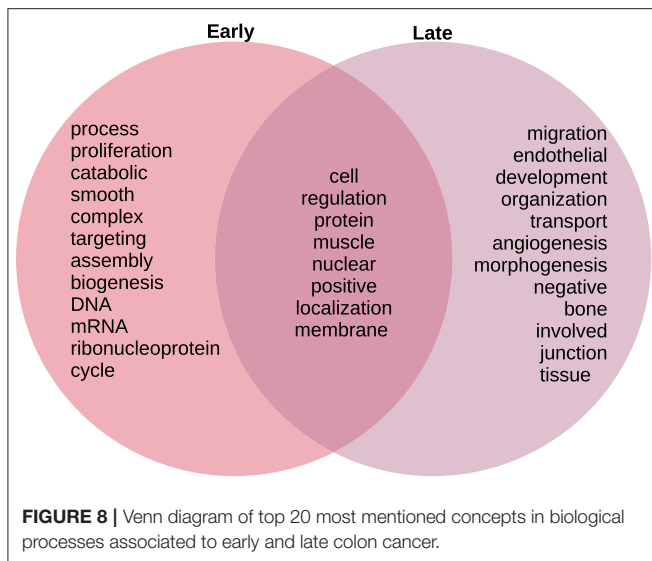 Early
Late
process
proliferation
catabolic
smooth
complex
targeting
assembly
biogenesis
DNA
mRNA
ribonucleoprotein
cycle
cell
regulation
protein
muscle
nuclear
positive
localization
membrane
migration
endothelial
development
organization
transport
angiogenesis
morphogenesis
negative
bone
involved
junction
tissue
FIGURE 8 | Venn diagram of top 20 most mentioned concepts in biological
processes associated to early and late colon cancer.